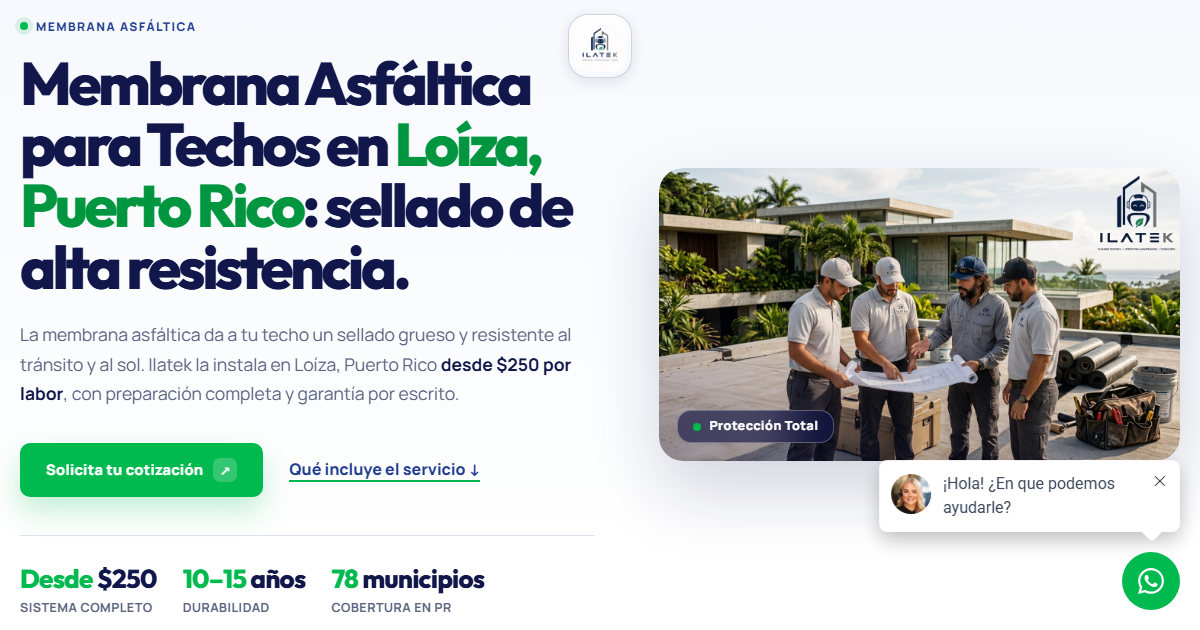 MEMBRANA ASFÁLTICA
ILATEK
Membrana Asfáltica
para Techos en Loíza,
Puerto Rico: sellado de
alta resistencia.
La membrana asfáltica da a tu techo un sellado grueso y resistente al
tránsito y al sol. Ilatek la instala en Loíza, Puerto Rico desde $250 por
labor, con preparación completa y garantía por escrito.
Solicita tu cotización ↗
Qué incluye el servicio ↓
Desde $250
SISTEMA COMPLETO
10–15 años
DURABILIDAD
78 municipios
COBERTURA EN PR
ILATEK
Protección Total
¡Hola! ¿En que podemos
ayudarle?